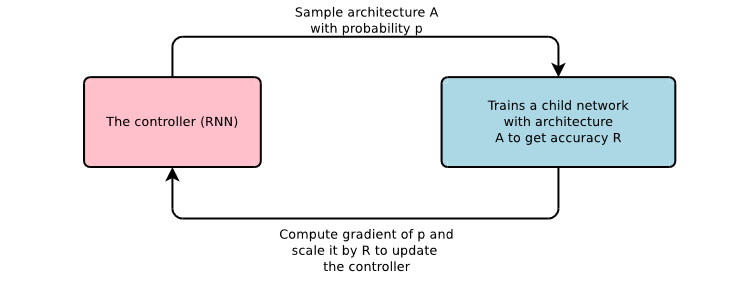 Sample architecture A
with probability p
The controller (RNN)
Trains a child network
with architecture
A to get accuracy R
Compute gradient of p and
scale it by R to update
the controller